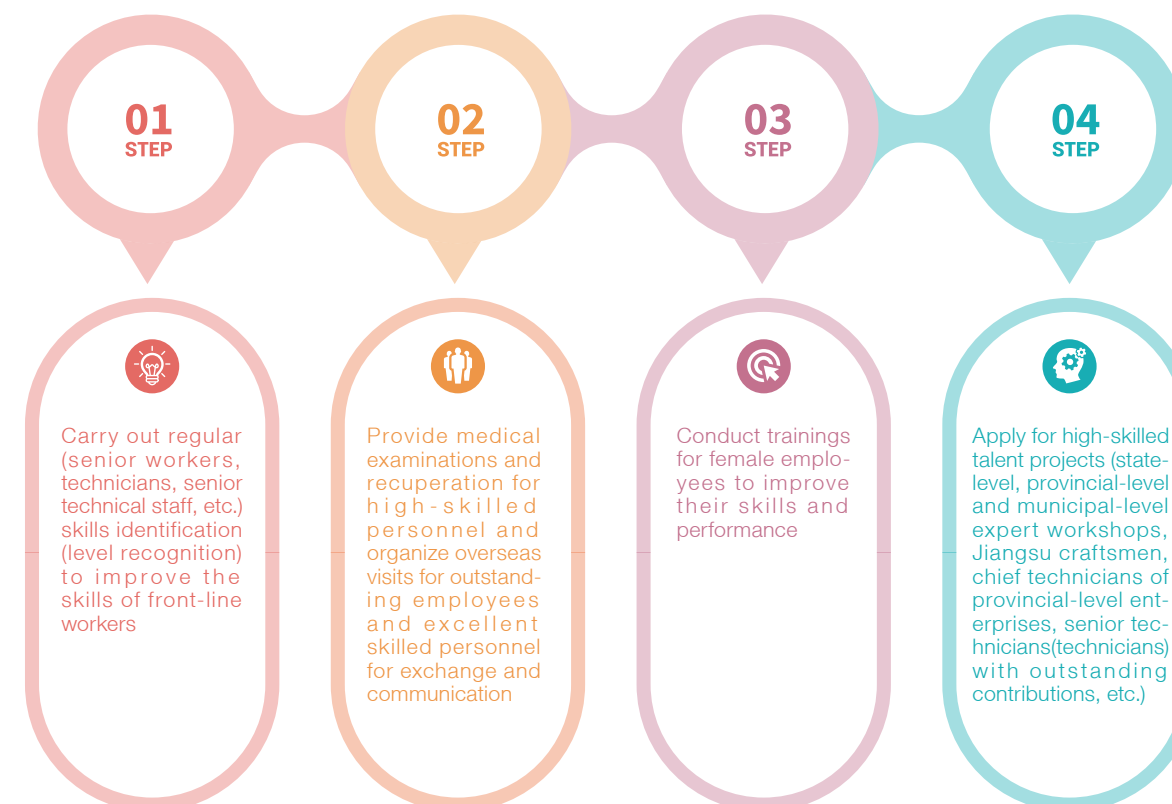 01
STEP
02
STEP
03
STEP
04
STEP
Carry out regular
(senior workers,
technicians, senior
technical staff, etc.)
skills identification
(level recognition)
to improve the
skills of front-line
workers
Provide medical
examinations and
recuperation for
high-skilled
personnel and
organize overseas
visits for outstand-
ing employees
and excellent
skilled personnel
for exchange and
communication
Conduct trainings
for female emplo-
yees to improve
their skills and
performance
Apply for high-skilled
talent projects (state-
level, provincial-level
and municipal-level
expert workshops,
Jiangsu craftsmen,
chief technicians of
provincial-level ent-
erprises, senior tec-
hnicians(technicians)
with outstanding
contributions, etc.)